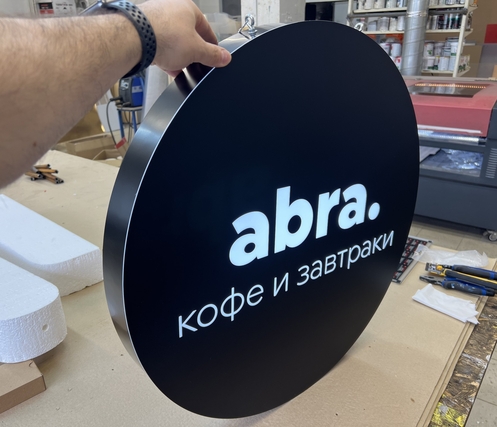 abra.
кофе и завтраки